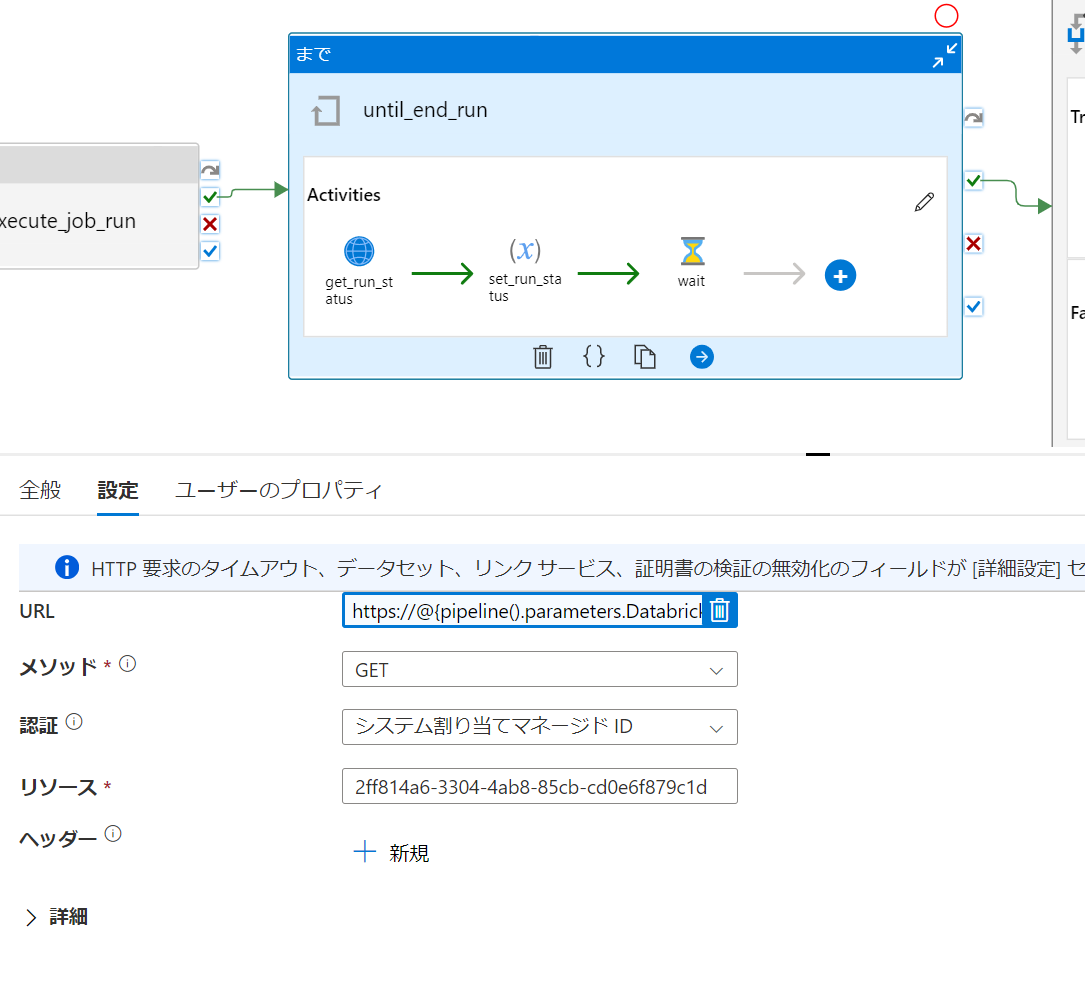 まで
until_end_run
Activities
xecute_job_run
(x)
get_run_st
atus
set_run_sta
tus
wait
{ }
Tr
Fa
全般
設定
ユーザーのプロパティ
HTTP 要求のタイムアウト、データセット、リンク サービス、証明書の検証の無効化のフィールドが [詳細設定] セ
URL
https://@{pipeline().parameters.Databrick
メソッド *
GET
認証
システム割り当てマネージド ID
リソース *
2ff814a6-3304-4ab8-85cb-cd0e6f879c1d
ヘッダー
新規
詳細